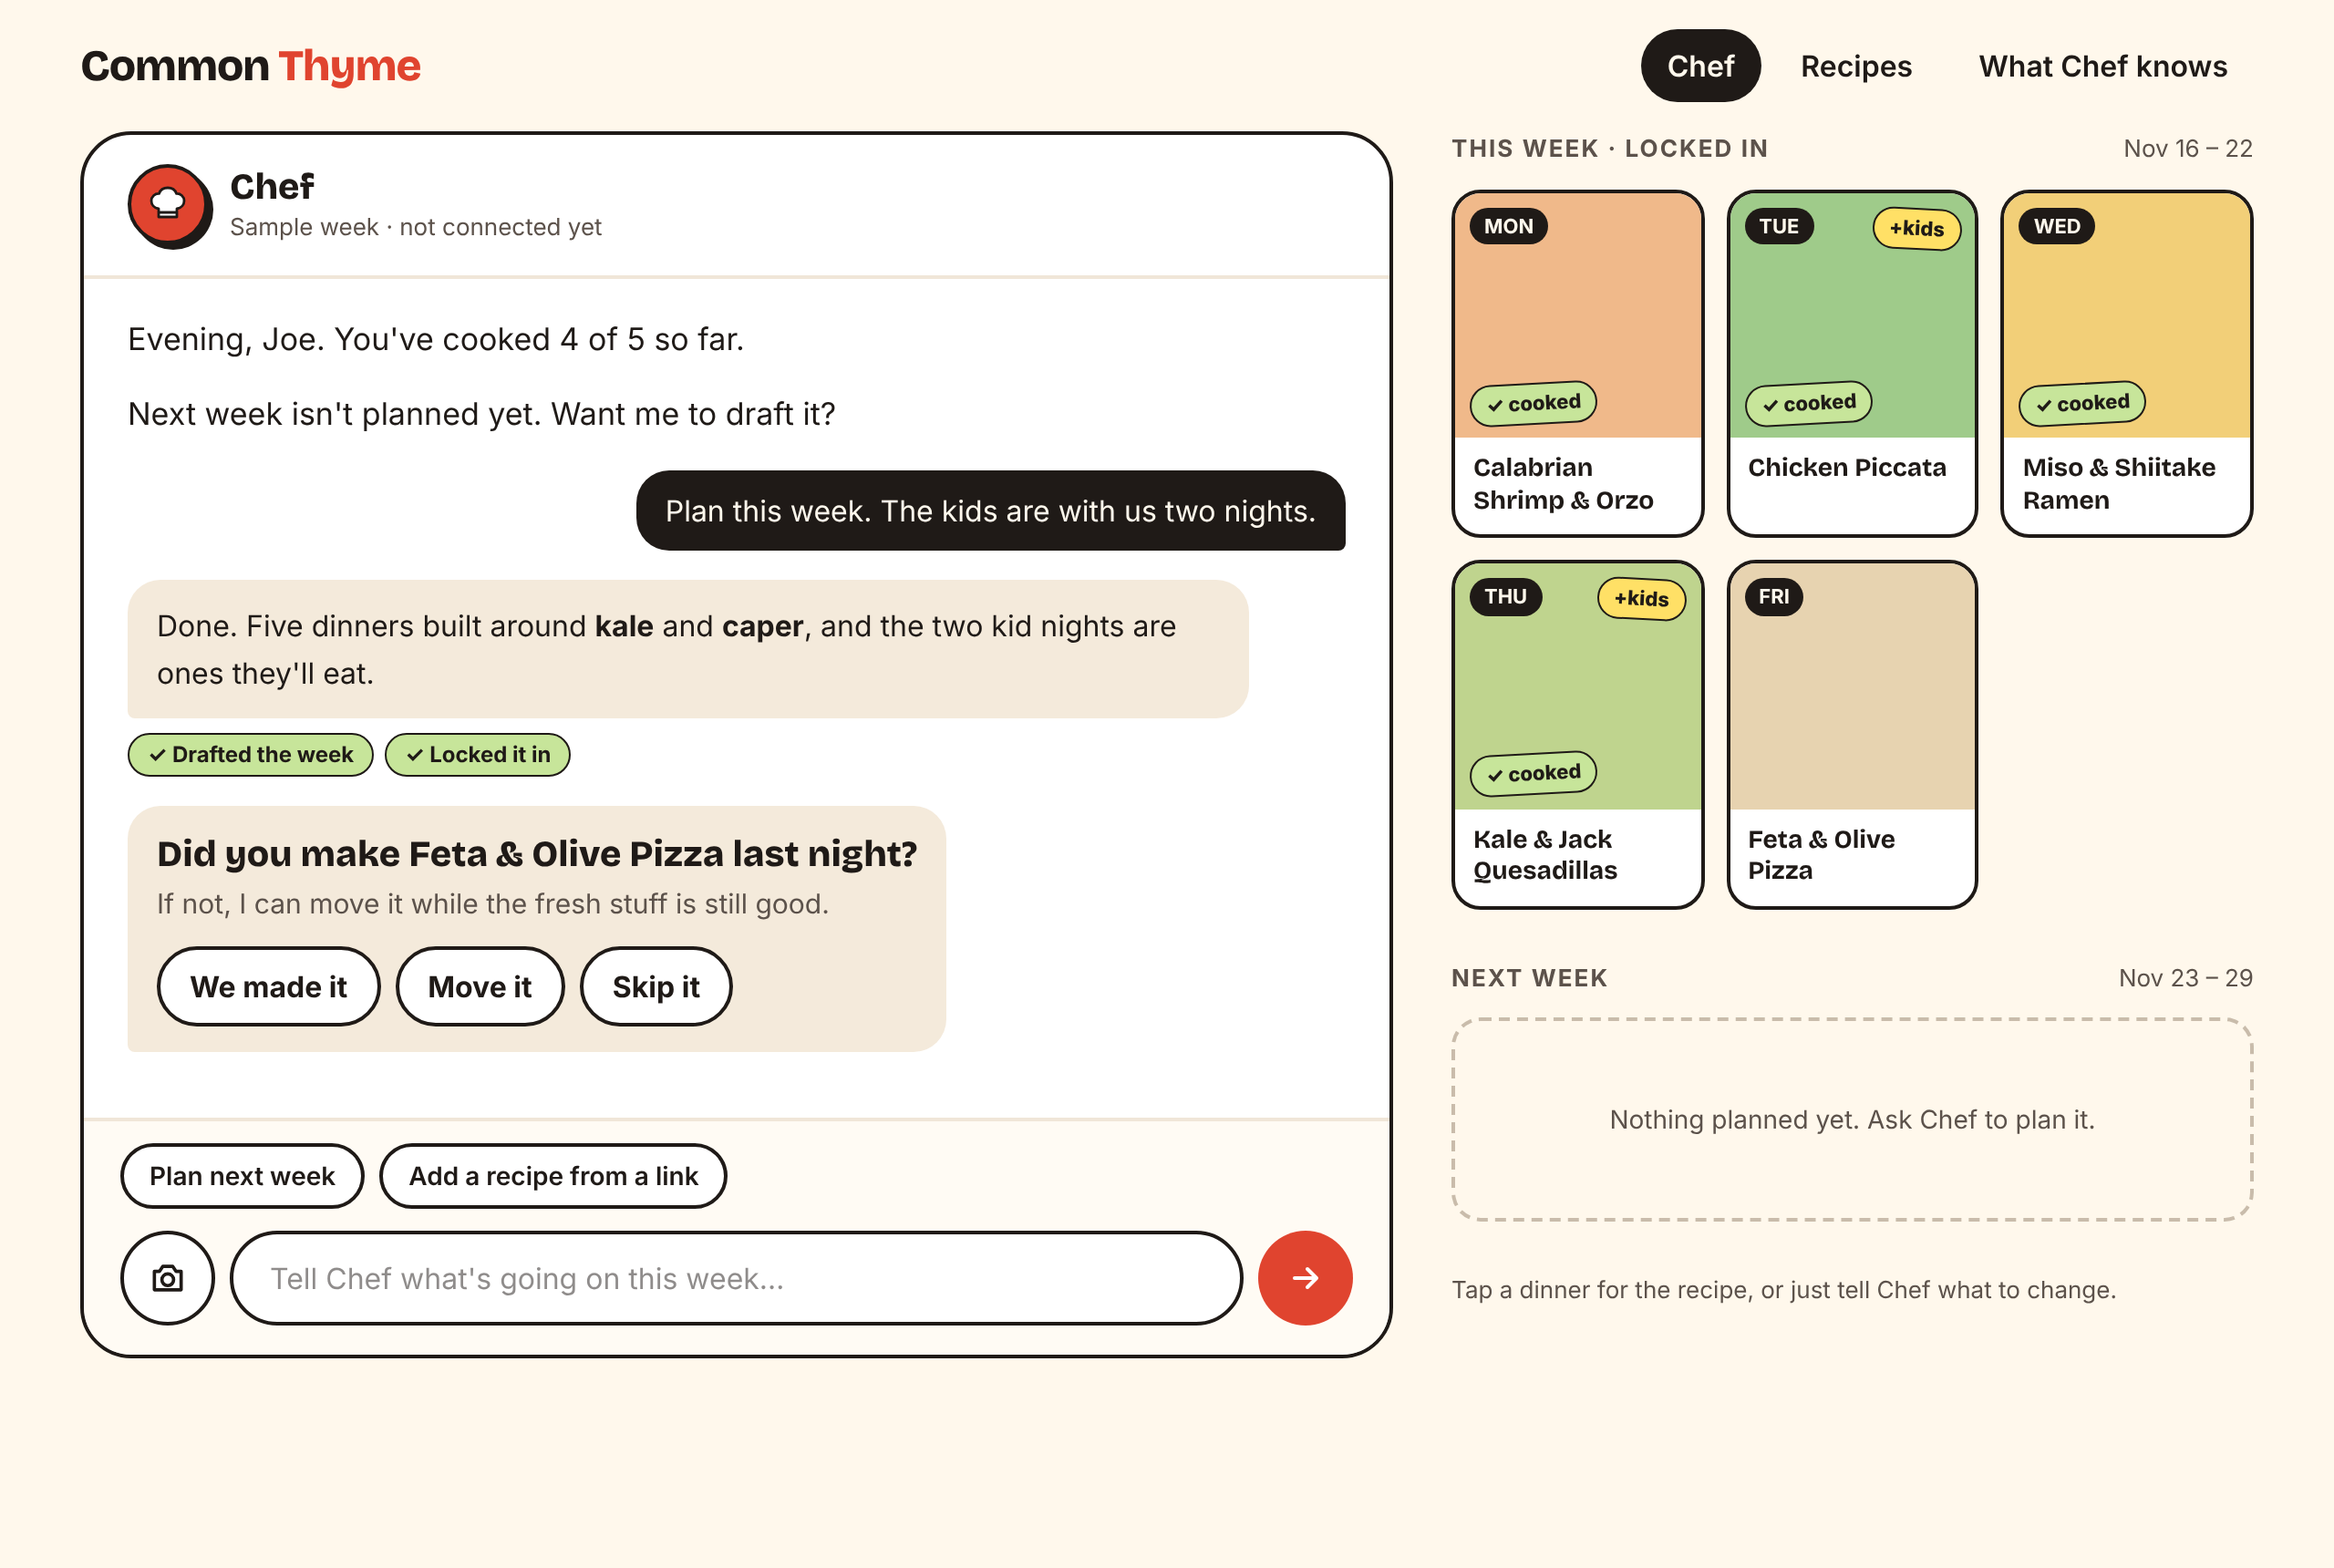 Common Thyme
Chef
Recipes
What Chef knows
Chef
Sample week · not connected yet
Evening, Joe. You've cooked 4 of 5 so far.
Next week isn't planned yet. Want me to draft it?
Plan this week. The kids are with us two nights.
Done. Five dinners built around kale and caper, and the two kid nights are
ones they'll eat.
✓ Drafted the week
✓ Locked it in
Did you make Feta & Olive Pizza last night?
If not, I can move it while the fresh stuff is still good.
We made it
Move it
Skip it
Plan next week
Add a recipe from a link
Tell Chef what's going on this week...
THIS WEEK · LOCKED IN
Nov 16 – 22
MON
✓ cooked
Calabrian
Shrimp & Orzo
TUE
+kids
✓ cooked
Chicken Piccata
WED
✓ cooked
Miso & Shiitake
Ramen
THU
+kids
✓ cooked
Kale & Jack
Quesadillas
FRI
Feta & Olive
Pizza
NEXT WEEK
Nov 23 – 29
Nothing planned yet. Ask Chef to plan it.
Tap a dinner for the recipe, or just tell Chef what to change.